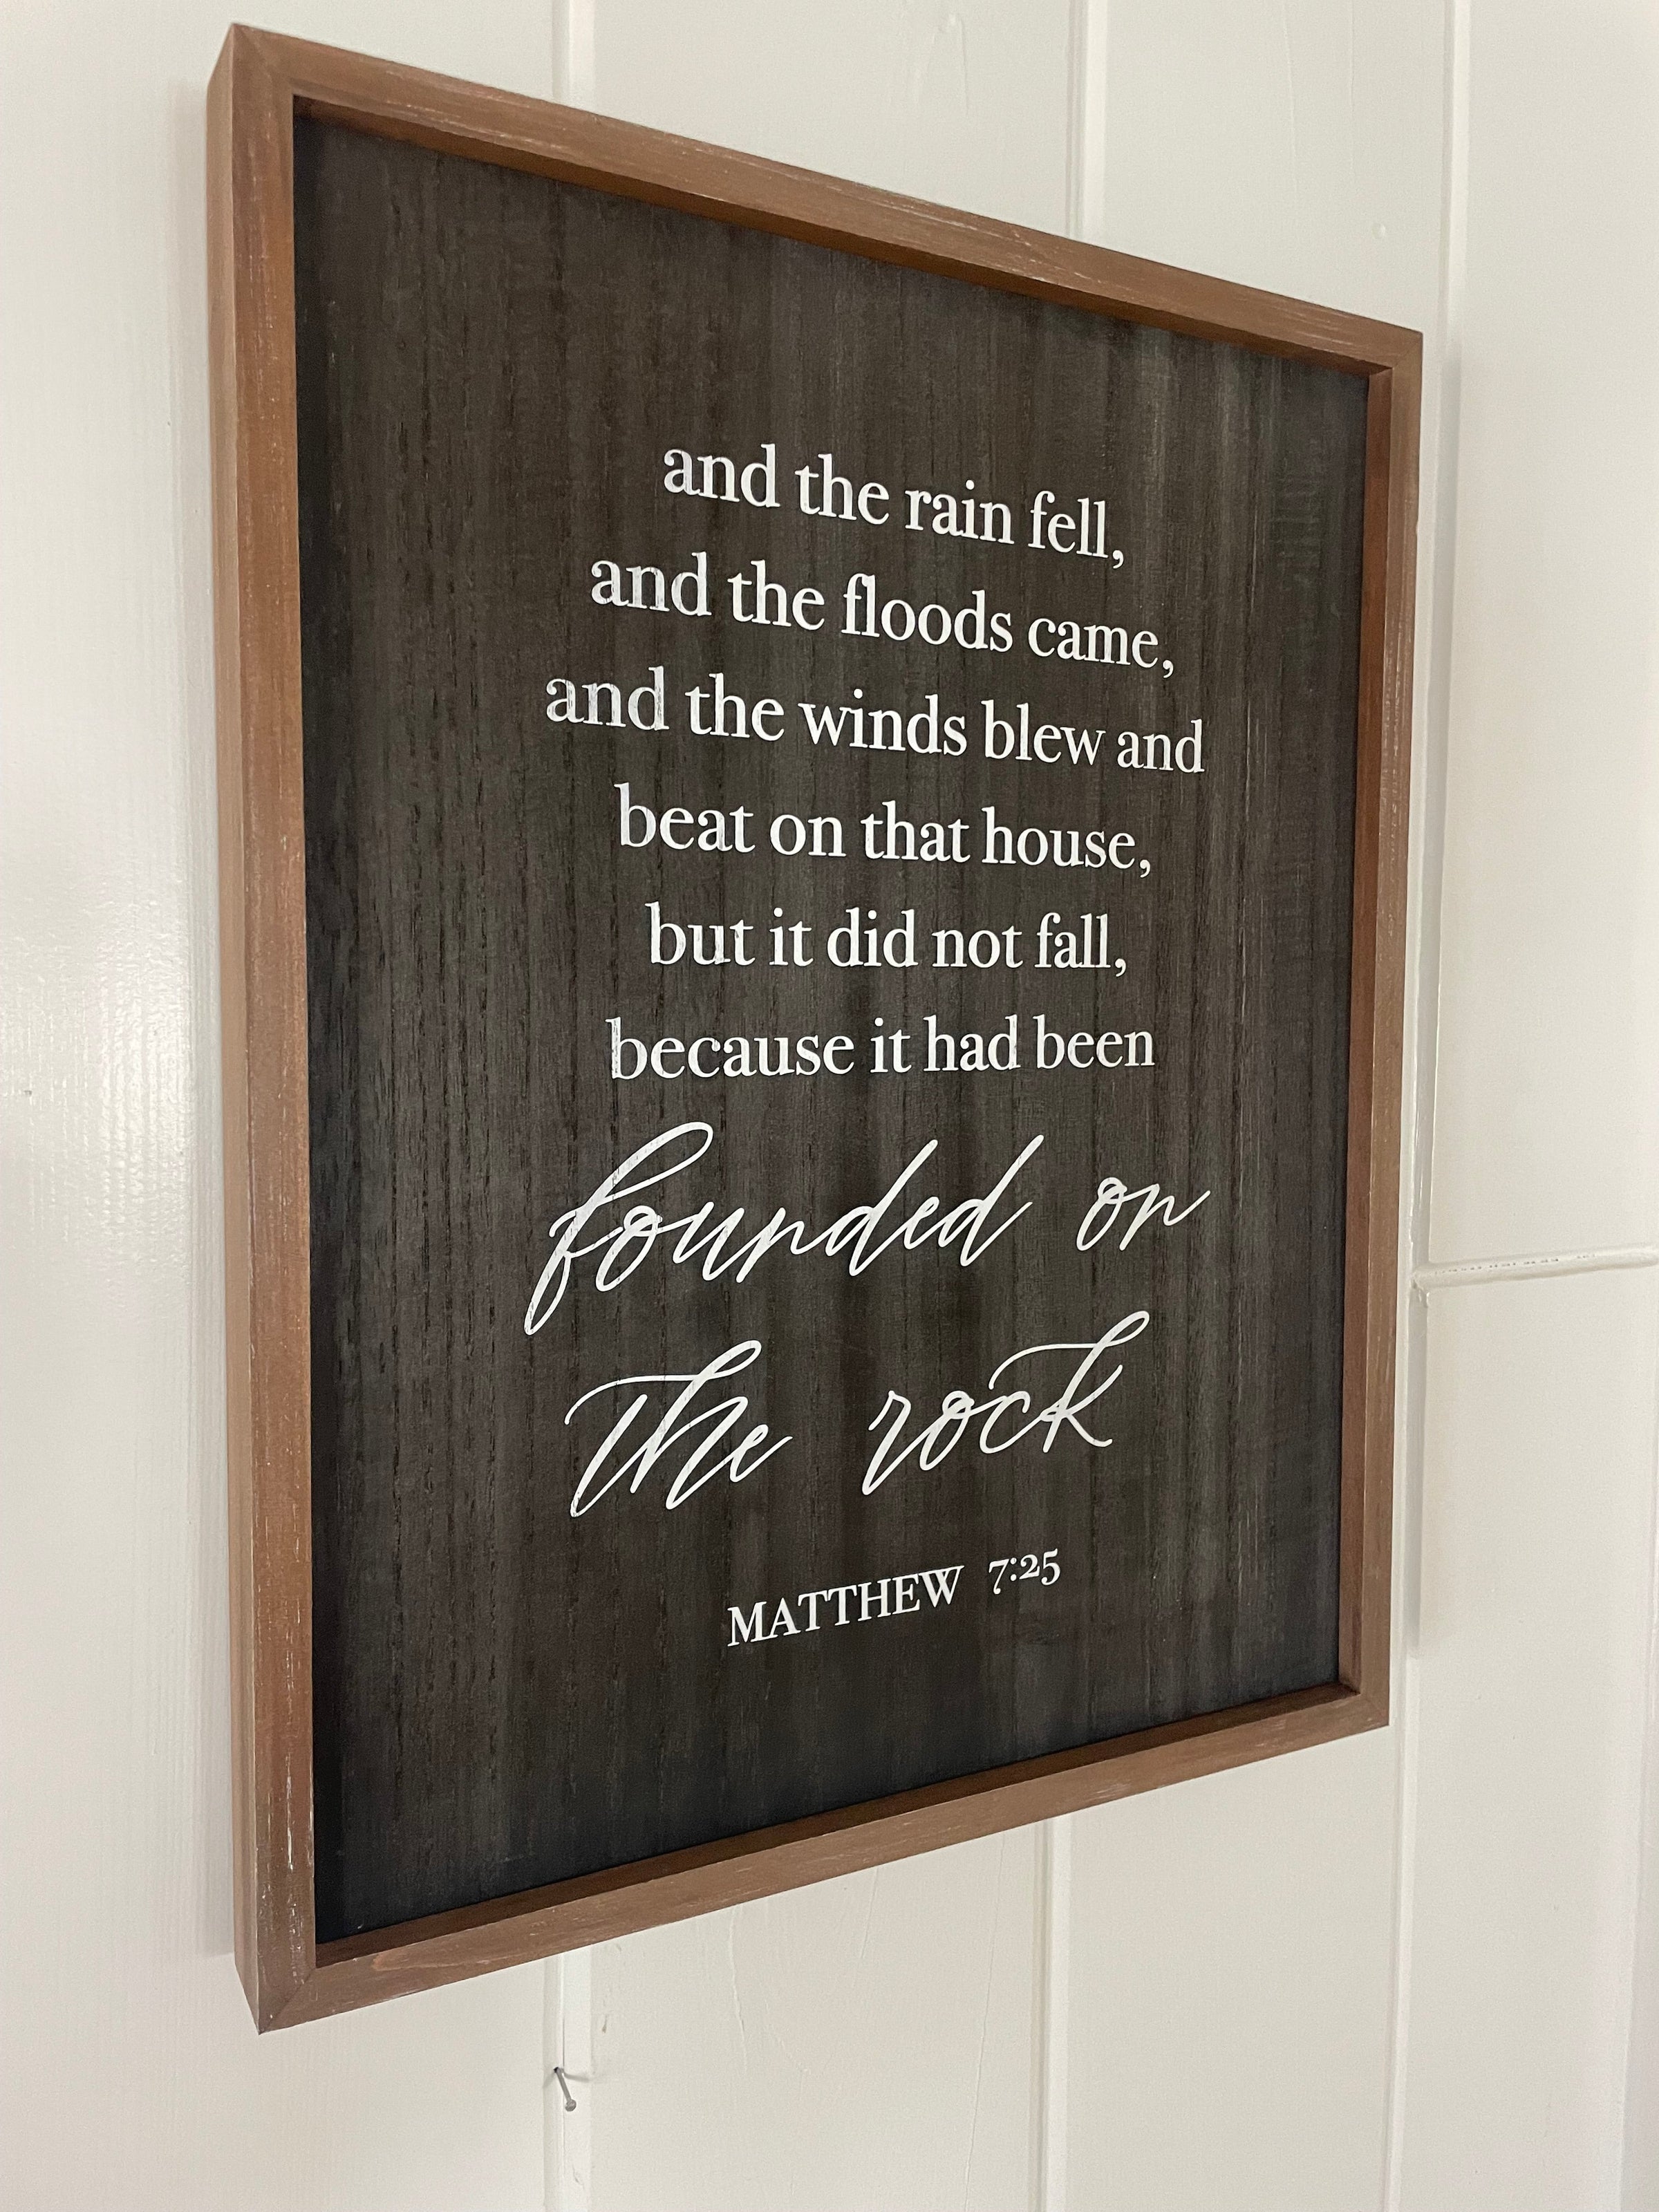 and the rain fell,
and the floods came,
and the winds blew and
beat on that house,
but it did not fall,
because it had been
founded on
the rock
MATTHEW 7:25